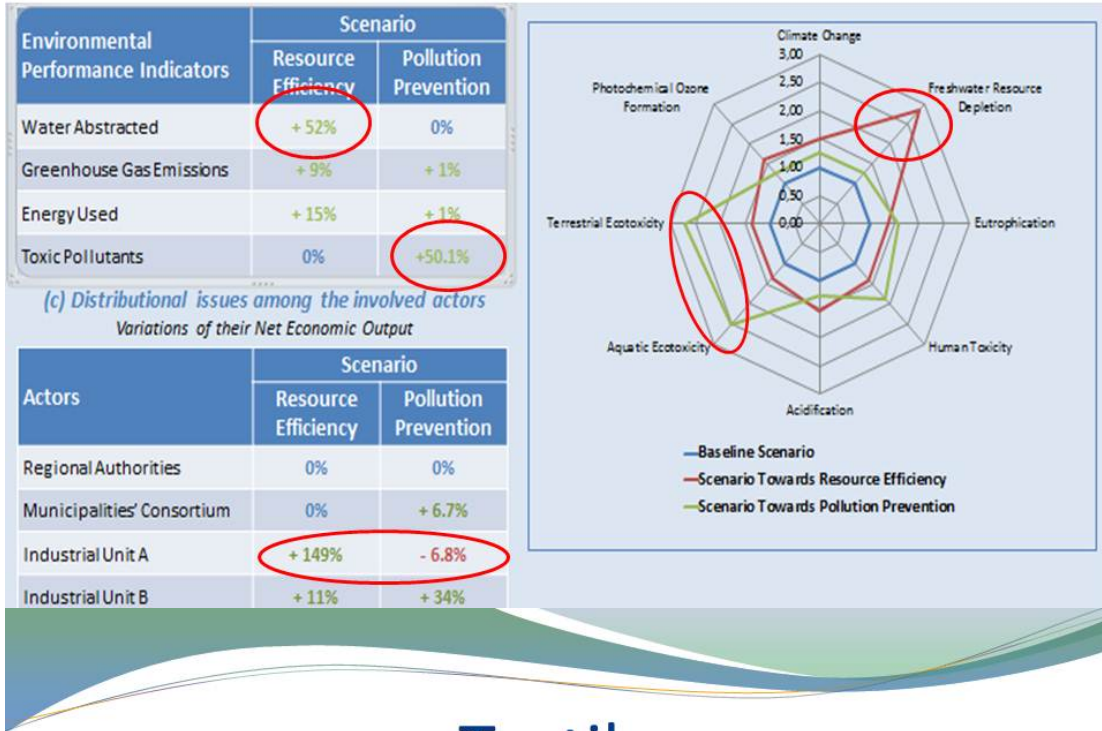 Environmental
Performance Indicators
Scenario
Resource
Efficiency
Pollution
Prevention
Water Abstracted + 52% 0%
Greenhouse Gas Emissions + 9% + 1%
Energy Used + 15% + 1%
Toxic Pollutants 0% +50.1%
(c) Distributional issues among the involved actors
Variations of their Net Economic Output
Actors
Scenario
Resource
Efficiency
Pollution
Prevention
Regional Authorities 0% 0%
Municipalities' Consortium 0% + 6.7%
Industrial Unit A + 149% - 6.8%
Industrial Unit B + 11% + 34%
Climate Change
3,00
2,50
2,00
1,50
1,00
0,50
0,00
Freshwater Resource
Depletion
Eutrophication
Human Toxicity
Acidification
Aquatic Ecotoxicity
Terrestrial Ecotoxicity
Photochemical Ozone
Formation
Baseline Scenario
Scenario Towards Resource Efficiency
Scenario Towards Pollution Prevention